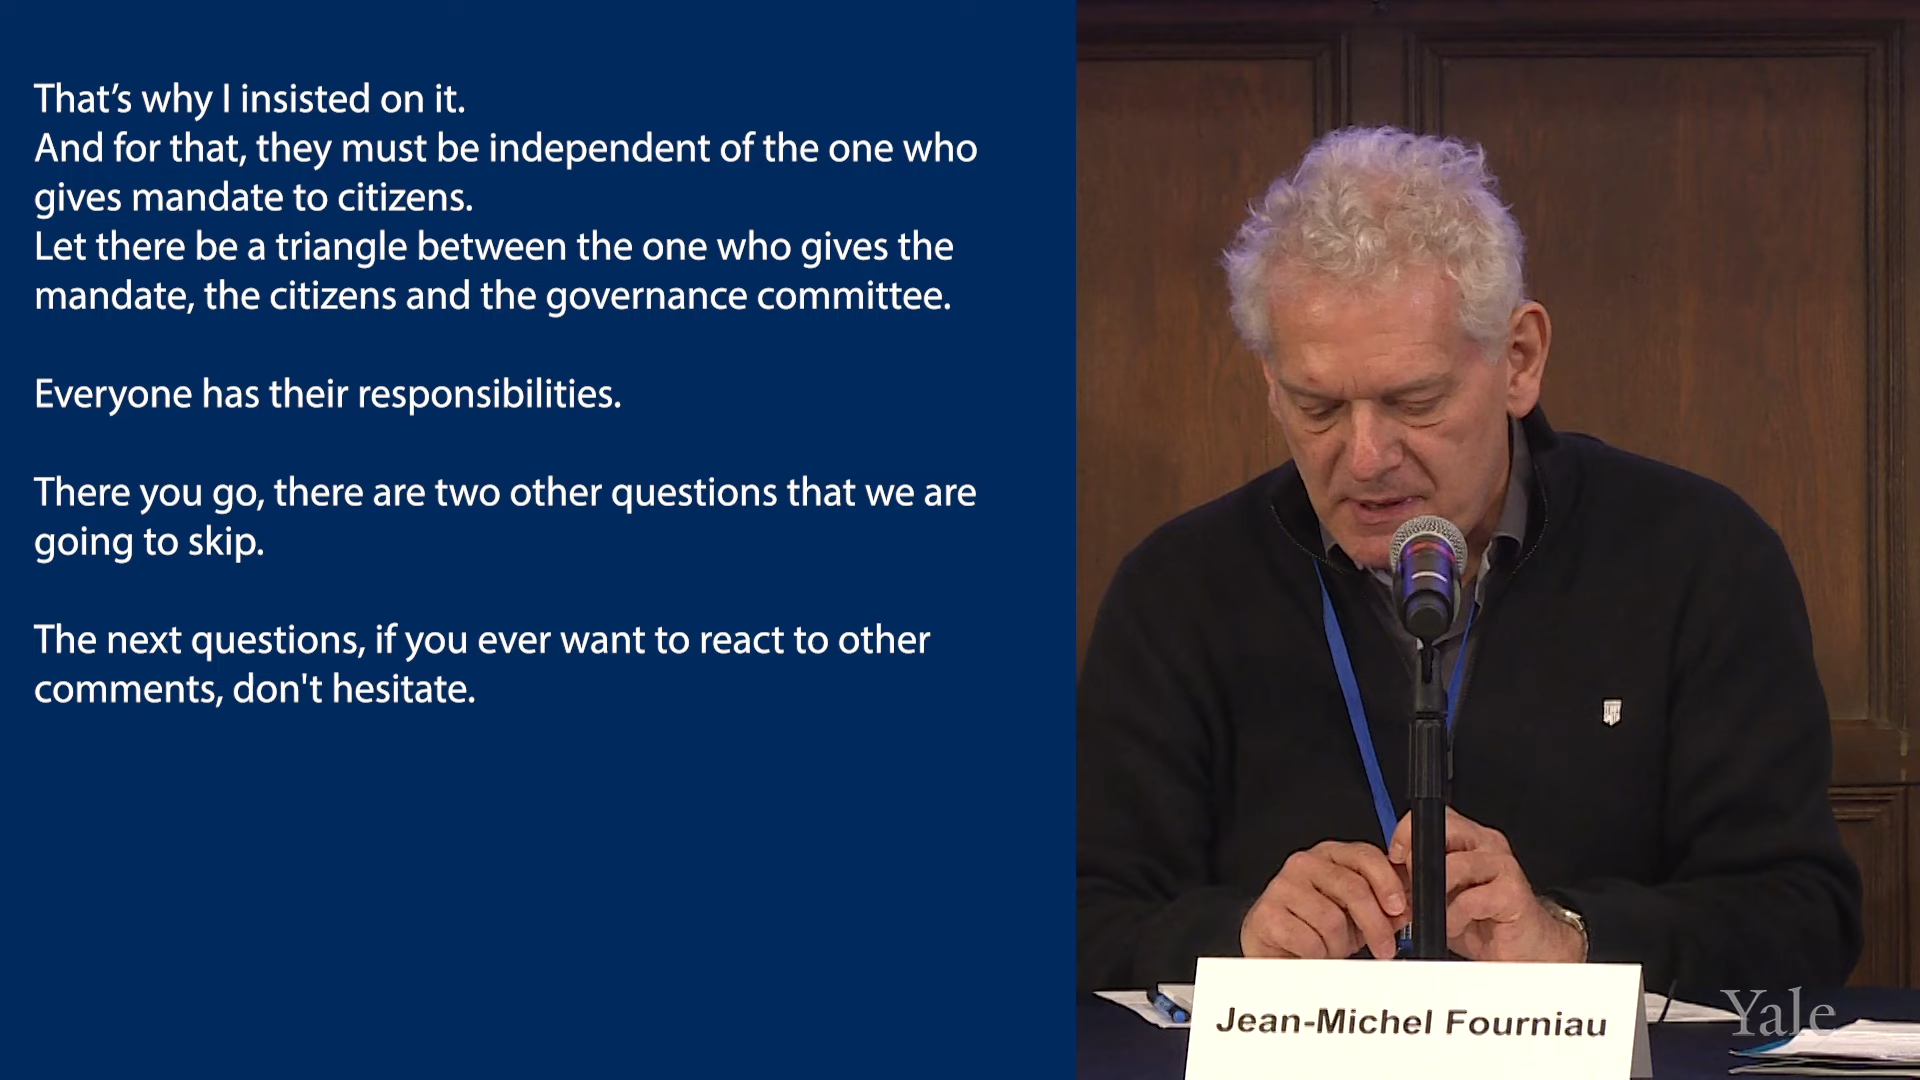 That’s why I insisted on it.
And for that, they must be independent of the one who
gives mandate to citizens.
Let there be a triangle between the one who gives the
mandate, the citizens and the governance committee.
Everyone has their responsibilities.
There you go, there are two other questions that we are
going to skip.
The next questions, if you ever want to react to other
comments, don't hesitate.
Jean-Michel Fourniau
Yale